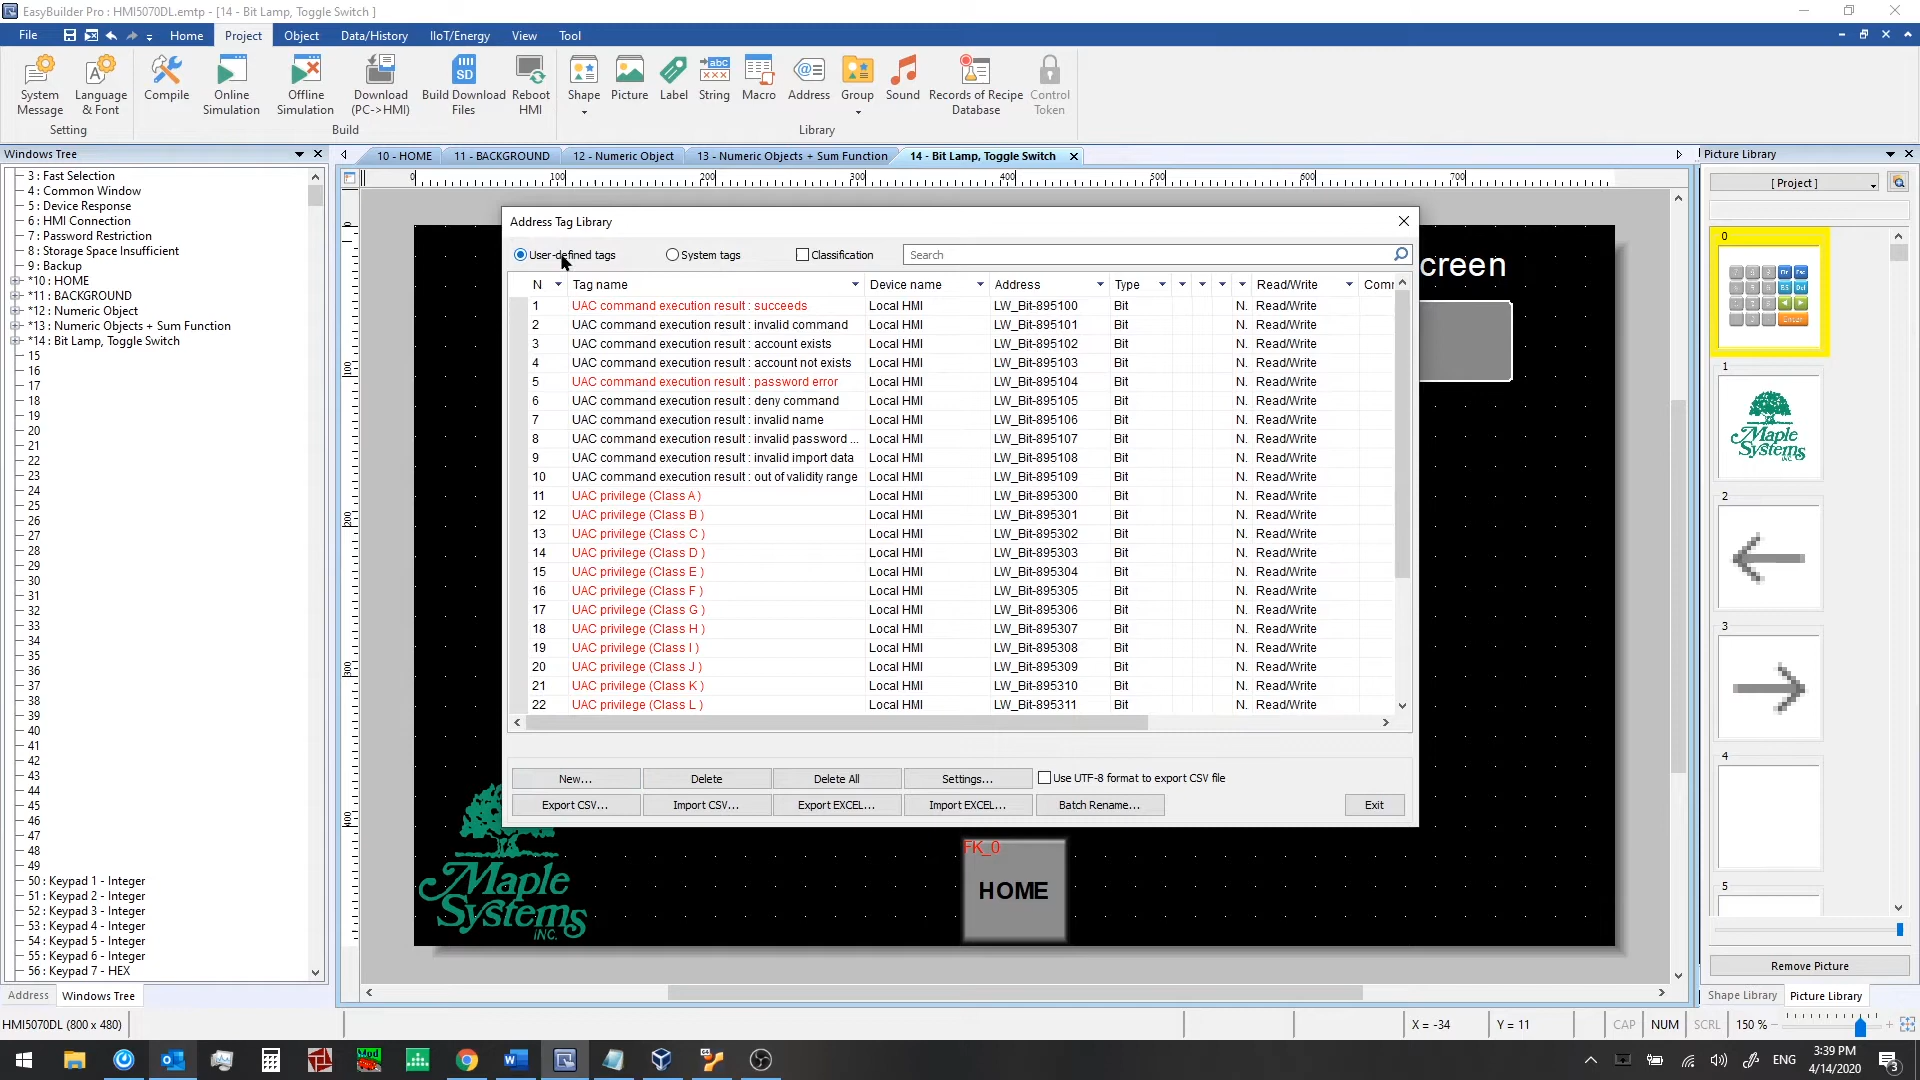 EasyBuilder Pro : HMI5070DL.emtp - [14 - Bit Lamp, Toggle Switch ]
File Home Project Object Data/History IIoT/Energy View Tool
System Message
Language & Font
Compile
Online Simulation
Offline Simulation
Download (PC->HMI)
Build Download Files
Reboot HMI
Shape
Picture
Label
String
Macro
Address
Group
Sound
Records of Recipe Database
Control Token
Setting Build Library
Windows Tree
3 : Fast Selection
4 : Common Window
5 : Device Response
6 : HMI Connection
7 : Password Restriction
8 : Storage Space Insufficient
9 : Backup
*10 : HOME
*11 : BACKGROUND
*12 : Numeric Object
*13 : Numeric Objects + Sum Function
*14 : Bit Lamp, Toggle Switch
15
16
17
18
19
20
21
22
23
24
25
26
27
28
29
30
31
32
33
34
35
36
37
38
39
40
41
42
43
44
45
46
47
48
49
50 : Keypad 1 - Integer
51 : Keypad 2 - Integer
52 : Keypad 3 - Integer
53 : Keypad 4 - Integer
54 : Keypad 5 - Integer
55 : Keypad 6 - Integer
56 : Keypad 7 - HEX
Address Windows Tree
10 - HOME 11 - BACKGROUND 12 - Numeric Object 13 - Numeric Objects + Sum Function 14 - Bit Lamp, Toggle Switch
0 100 200 300 400 500 600 700
0
100
200
300
400
creen
Address Tag Library
User-defined tags System tags Classification Search
N Tag name Device name Address Type Read/Write Comm
1 UAC command execution result : succeeds Local HMI LW_Bit-895100 Bit N. Read/Write
2 UAC command execution result : invalid command Local HMI LW_Bit-895101 Bit N. Read/Write
3 UAC command execution result : account exists Local HMI LW_Bit-895102 Bit N. Read/Write
4 UAC command execution result : account not exists Local HMI LW_Bit-895103 Bit N. Read/Write
5 UAC command execution result : password error Local HMI LW_Bit-895104 Bit N. Read/Write
6 UAC command execution result : deny command Local HMI LW_Bit-895105 Bit N. Read/Write
7 UAC command execution result : invalid name Local HMI LW_Bit-895106 Bit N. Read/Write
8 UAC command execution result : invalid password ... Local HMI LW_Bit-895107 Bit N. Read/Write
9 UAC command execution result : invalid import data Local HMI LW_Bit-895108 Bit N. Read/Write
10 UAC command execution result : out of validity range Local HMI LW_Bit-895109 Bit N. Read/Write
11 UAC privilege (Class A ) Local HMI LW_Bit-895300 Bit N. Read/Write
12 UAC privilege (Class B ) Local HMI LW_Bit-895301 Bit N. Read/Write
13 UAC privilege (Class C ) Local HMI LW_Bit-895302 Bit N. Read/Write
14 UAC privilege (Class D ) Local HMI LW_Bit-895303 Bit N. Read/Write
15 UAC privilege (Class E ) Local HMI LW_Bit-895304 Bit N. Read/Write
16 UAC privilege (Class F ) Local HMI LW_Bit-895305 Bit N. Read/Write
17 UAC privilege (Class G ) Local HMI LW_Bit-895306 Bit N. Read/Write
18 UAC privilege (Class H ) Local HMI LW_Bit-895307 Bit N. Read/Write
19 UAC privilege (Class I ) Local HMI LW_Bit-895308 Bit N. Read/Write
20 UAC privilege (Class J ) Local HMI LW_Bit-895309 Bit N. Read/Write
21 UAC privilege (Class K ) Local HMI LW_Bit-895310 Bit N. Read/Write
22 UAC privilege (Class L ) Local HMI LW_Bit-895311 Bit N. Read/Write
New... Delete Delete All Settings... Use UTF-8 format to export CSV file
Export CSV... Import CSV... Export EXCEL... Import EXCEL... Batch Rename... Exit
Maple
Systems
INC.
FK_0
HOME
Picture Library
[ Project ]
0
1
Maple
Systems
INC.
2
3
4
5
Remove Picture
Shape Library Picture Library
HMI5070DL (800 x 480) X = -34 Y = 11 CAP NUM SCRL 150 %
ENG 3:39 PM
4/14/2020
3